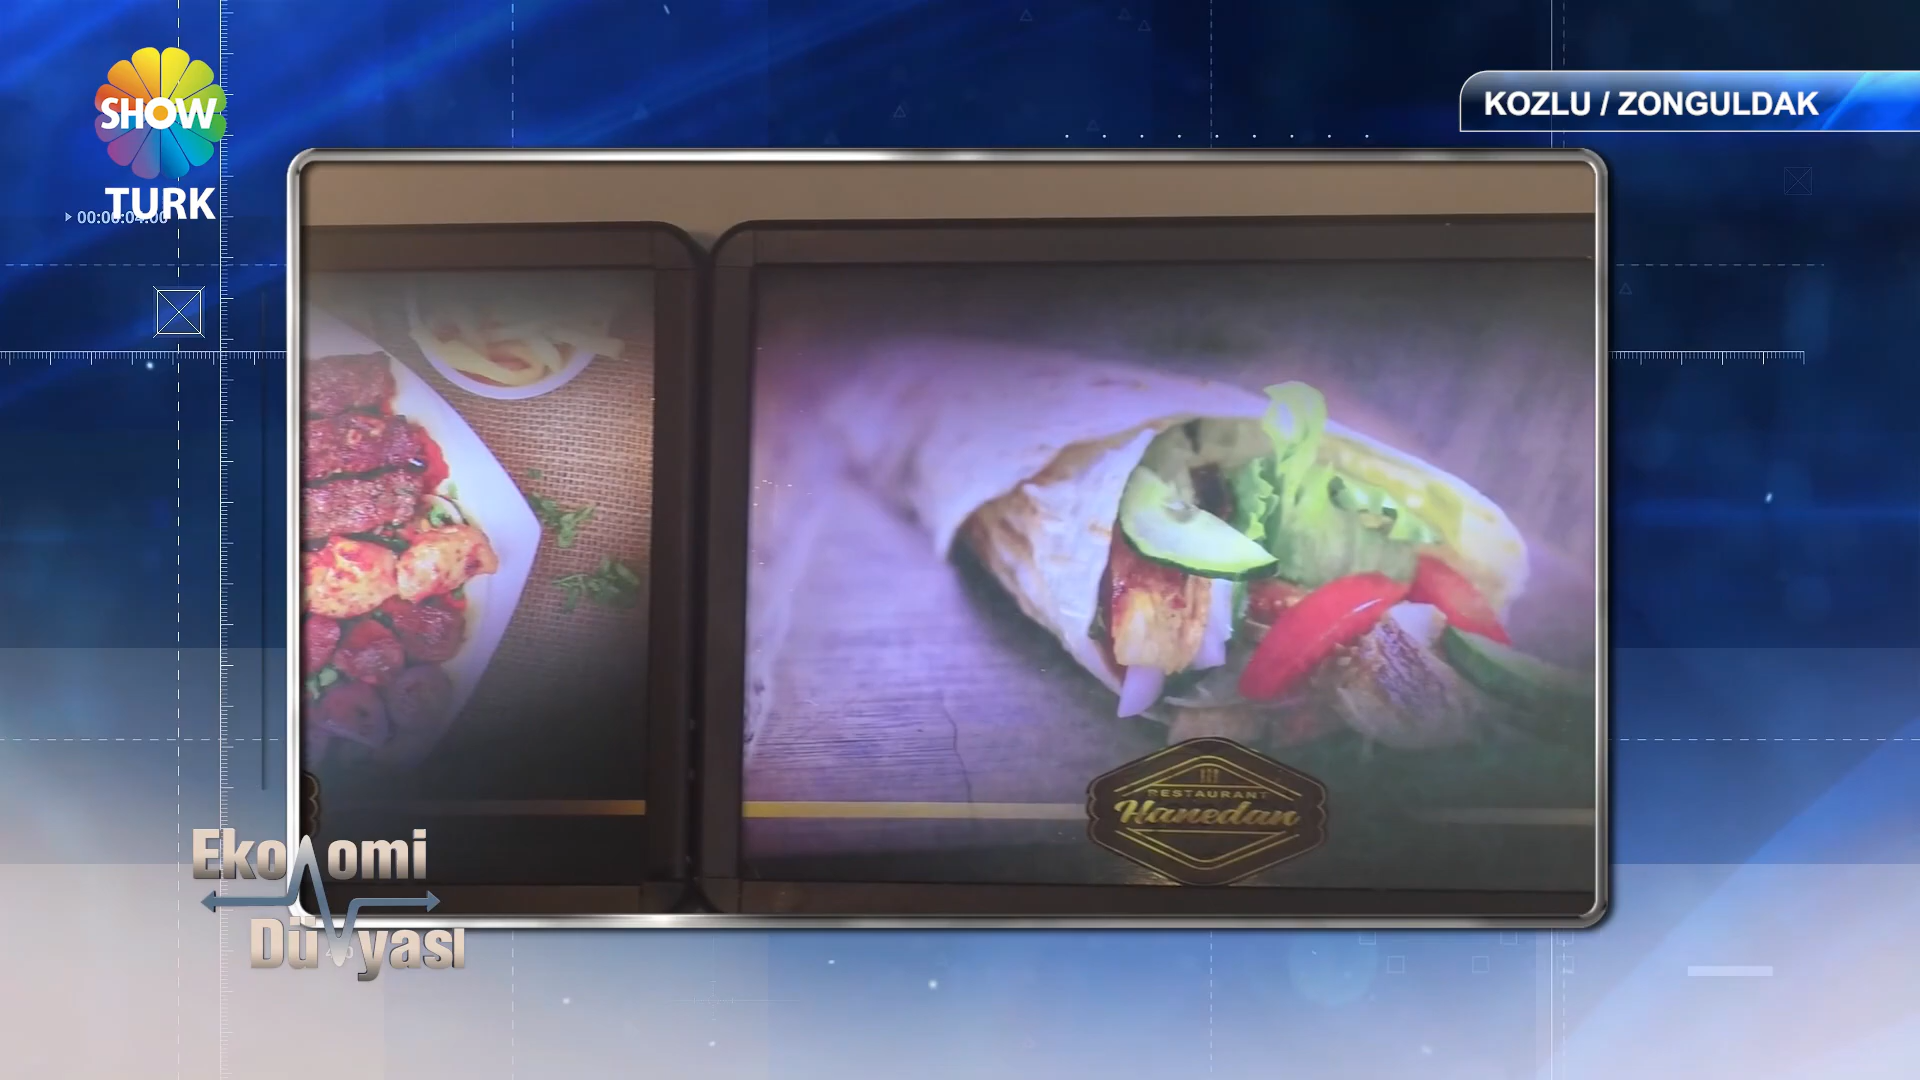 SHOW
TURK
00:00:04:00
KOZLU / ZONGULDAK
RESTAURANT
Hanedan
Ekonomi
Dünyası